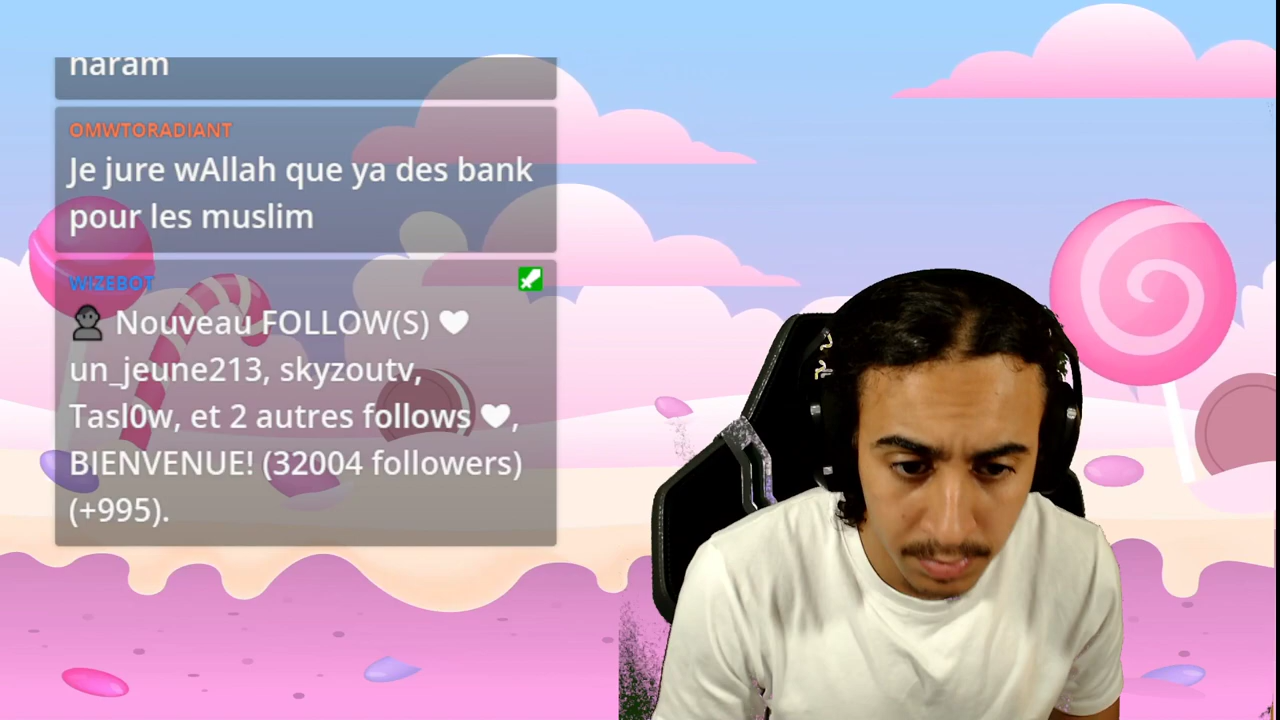 haram
OMWTORADIANT
Je jure wAllah que ya des bank
pour les muslim
WIZEBOT
Nouveau FOLLOW(S)
un_jeune213, skyzoutv,
Tasl0w, et 2 autres follows ,
BIENVENUE! (32004 followers)
(+995).